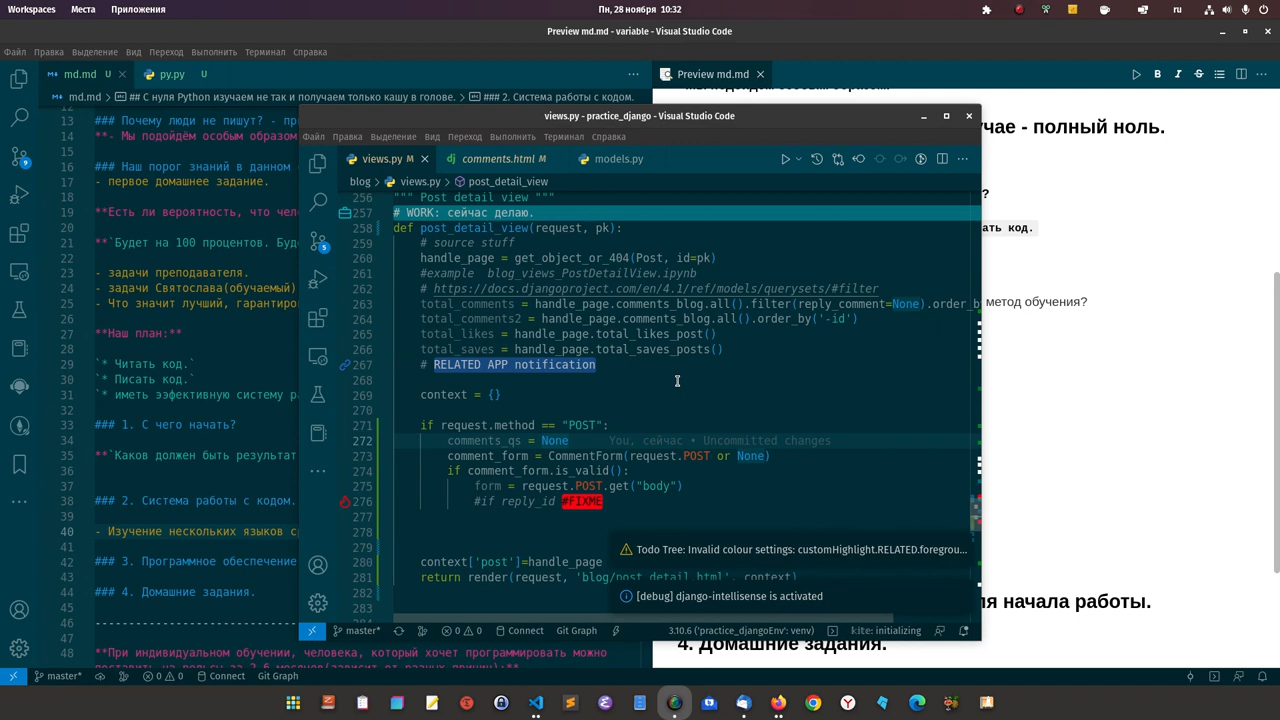 Workspaces Места Приложения
Пн, 28 ноября 10:32
ru
Preview md.md - variable - Visual Studio Code
Файл Правка Выделение Вид Переход Выполнить Терминал Справка
md.md U
py.py U
Preview md.md
md.md > ## С нуля Python изучаем не так и получаем только кашу в голове. > ### 2. Система работы с кодом.
13 ### Почему люди не пишут? - пр
14 **- Мы подойдём особым образом
15
16 ### Наш порог знаний в данном
17 - первое домашнее задание.
18
19 **Есть ли вероятность, что чел
20
21 **`Будет на 100 процентов. Буд
22
23 - задачи преподавателя.
24 - задачи Святослава(обучаемый)
25 - Что значит лучший, гарантиро
26
27 **Наш план:**
28
29 `* Читать код.`
30 `* Писать код.`
31 `* иметь ээфективную систему ра
32
33 ### 1. С чего начать?
34
35 **`Каков должен быть результат
36
37
38 ### 2. Система работы с кодом.
39
40 - Изучение нескольких языков с
41
42 ### 3. Программное обеспечение
43
44 ### 4. Домашние задания.
45
46
48 **При индивидуальном обучении, человека, который хочет программировать можно
master* 0 0 Connect Git Graph
views.py - practice_django - Visual Studio Code
Файл Правка Выделение Вид Переход Выполнить Терминал Справка
views.py M
comments.html M
models.py
blog > views.py > post_detail_view
256 """ Post detail view """
257 # WORK: сейчас делаю.
258 def post_detail_view(request, pk):
259 # source stuff
260 handle_page = get_object_or_404(Post, id=pk)
261 #example blog_views_PostDetailView.ipynb
262 # https://docs.djangoproject.com/en/4.1/ref/models/querysets/#filter
263 total_comments = handle_page.comments_blog.all().filter(reply_comment=None).order_b
264 total_comments2 = handle_page.comments_blog.all().order_by('-id')
265 total_likes = handle_page.total_likes_post()
266 total_saves = handle_page.total_saves_posts()
267 # RELATED APP notification
268
269 context = {}
270
271 if request.method == "POST":
272 comments_qs = None You, сейчас • Uncommitted changes
273 comment_form = CommentForm(request.POST or None)
274 if comment_form.is_valid():
275 form = request.POST.get("body")
276 #if reply_id #FIXME
277
278
279
280 context['post']=handle_page
281 return render(request, 'blog/post_detail.html', context)
282
283
Todo Tree: Invalid colour settings: customHighlight.RELATED.foregrou...
[debug] django-intellisense is activated
9
5
master* 0 0 Connect Git Graph 3.10.6 ('practice_djangoEnv': venv) kite: initializing
учае - полный ноль.
?
ать код.
метод обучения?
ля начала работы.
4. Домашние задания.